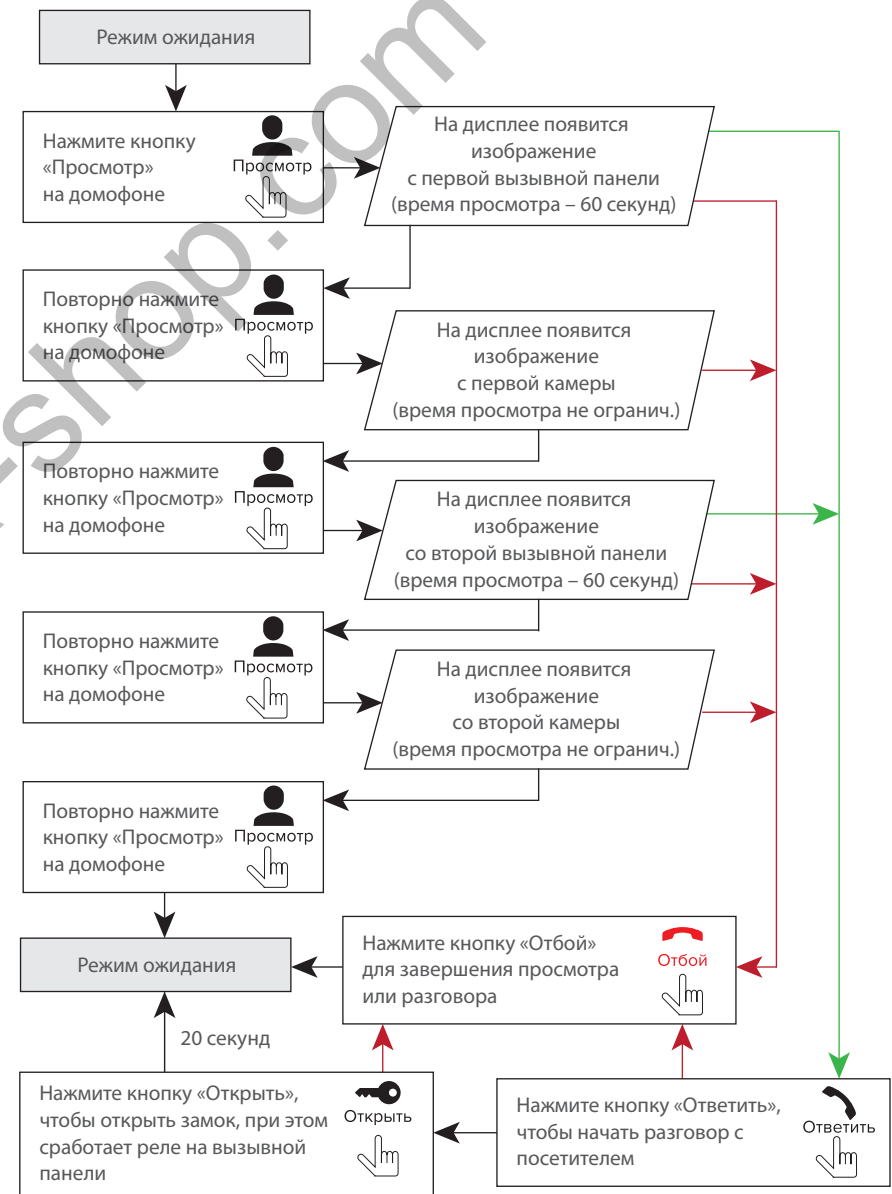 Режим ожидания
Нажмите кнопку
«Просмотр»
на домофоне
Просмотр
На дисплее появится
изображение
с первой вызывной панели
(время просмотра – 60 секунд)
Повторно нажмите
кнопку «Просмотр»
на домофоне
Просмотр
На дисплее появится
изображение
с первой камеры
(время просмотра не огранич.)
Повторно нажмите
кнопку «Просмотр»
на домофоне
Просмотр
На дисплее появится
изображение
со второй вызывной панели
(время просмотра – 60 секунд)
Повторно нажмите
кнопку «Просмотр»
на домофоне
Просмотр
На дисплее появится
изображение
со второй камеры
(время просмотра не огранич.)
Повторно нажмите
кнопку «Просмотр»
на домофоне
Просмотр
Режим ожидания
Нажмите кнопку «Отбой»
для завершения просмотра
или разговора
Отбой
20 секунд
Нажмите кнопку «Открыть»,
чтобы открыть замок, при этом
сработает реле на вызывной
панели
Открыть
Нажмите кнопку «Ответить»,
чтобы начать разговор с
посетителем
Ответить
-shop.com